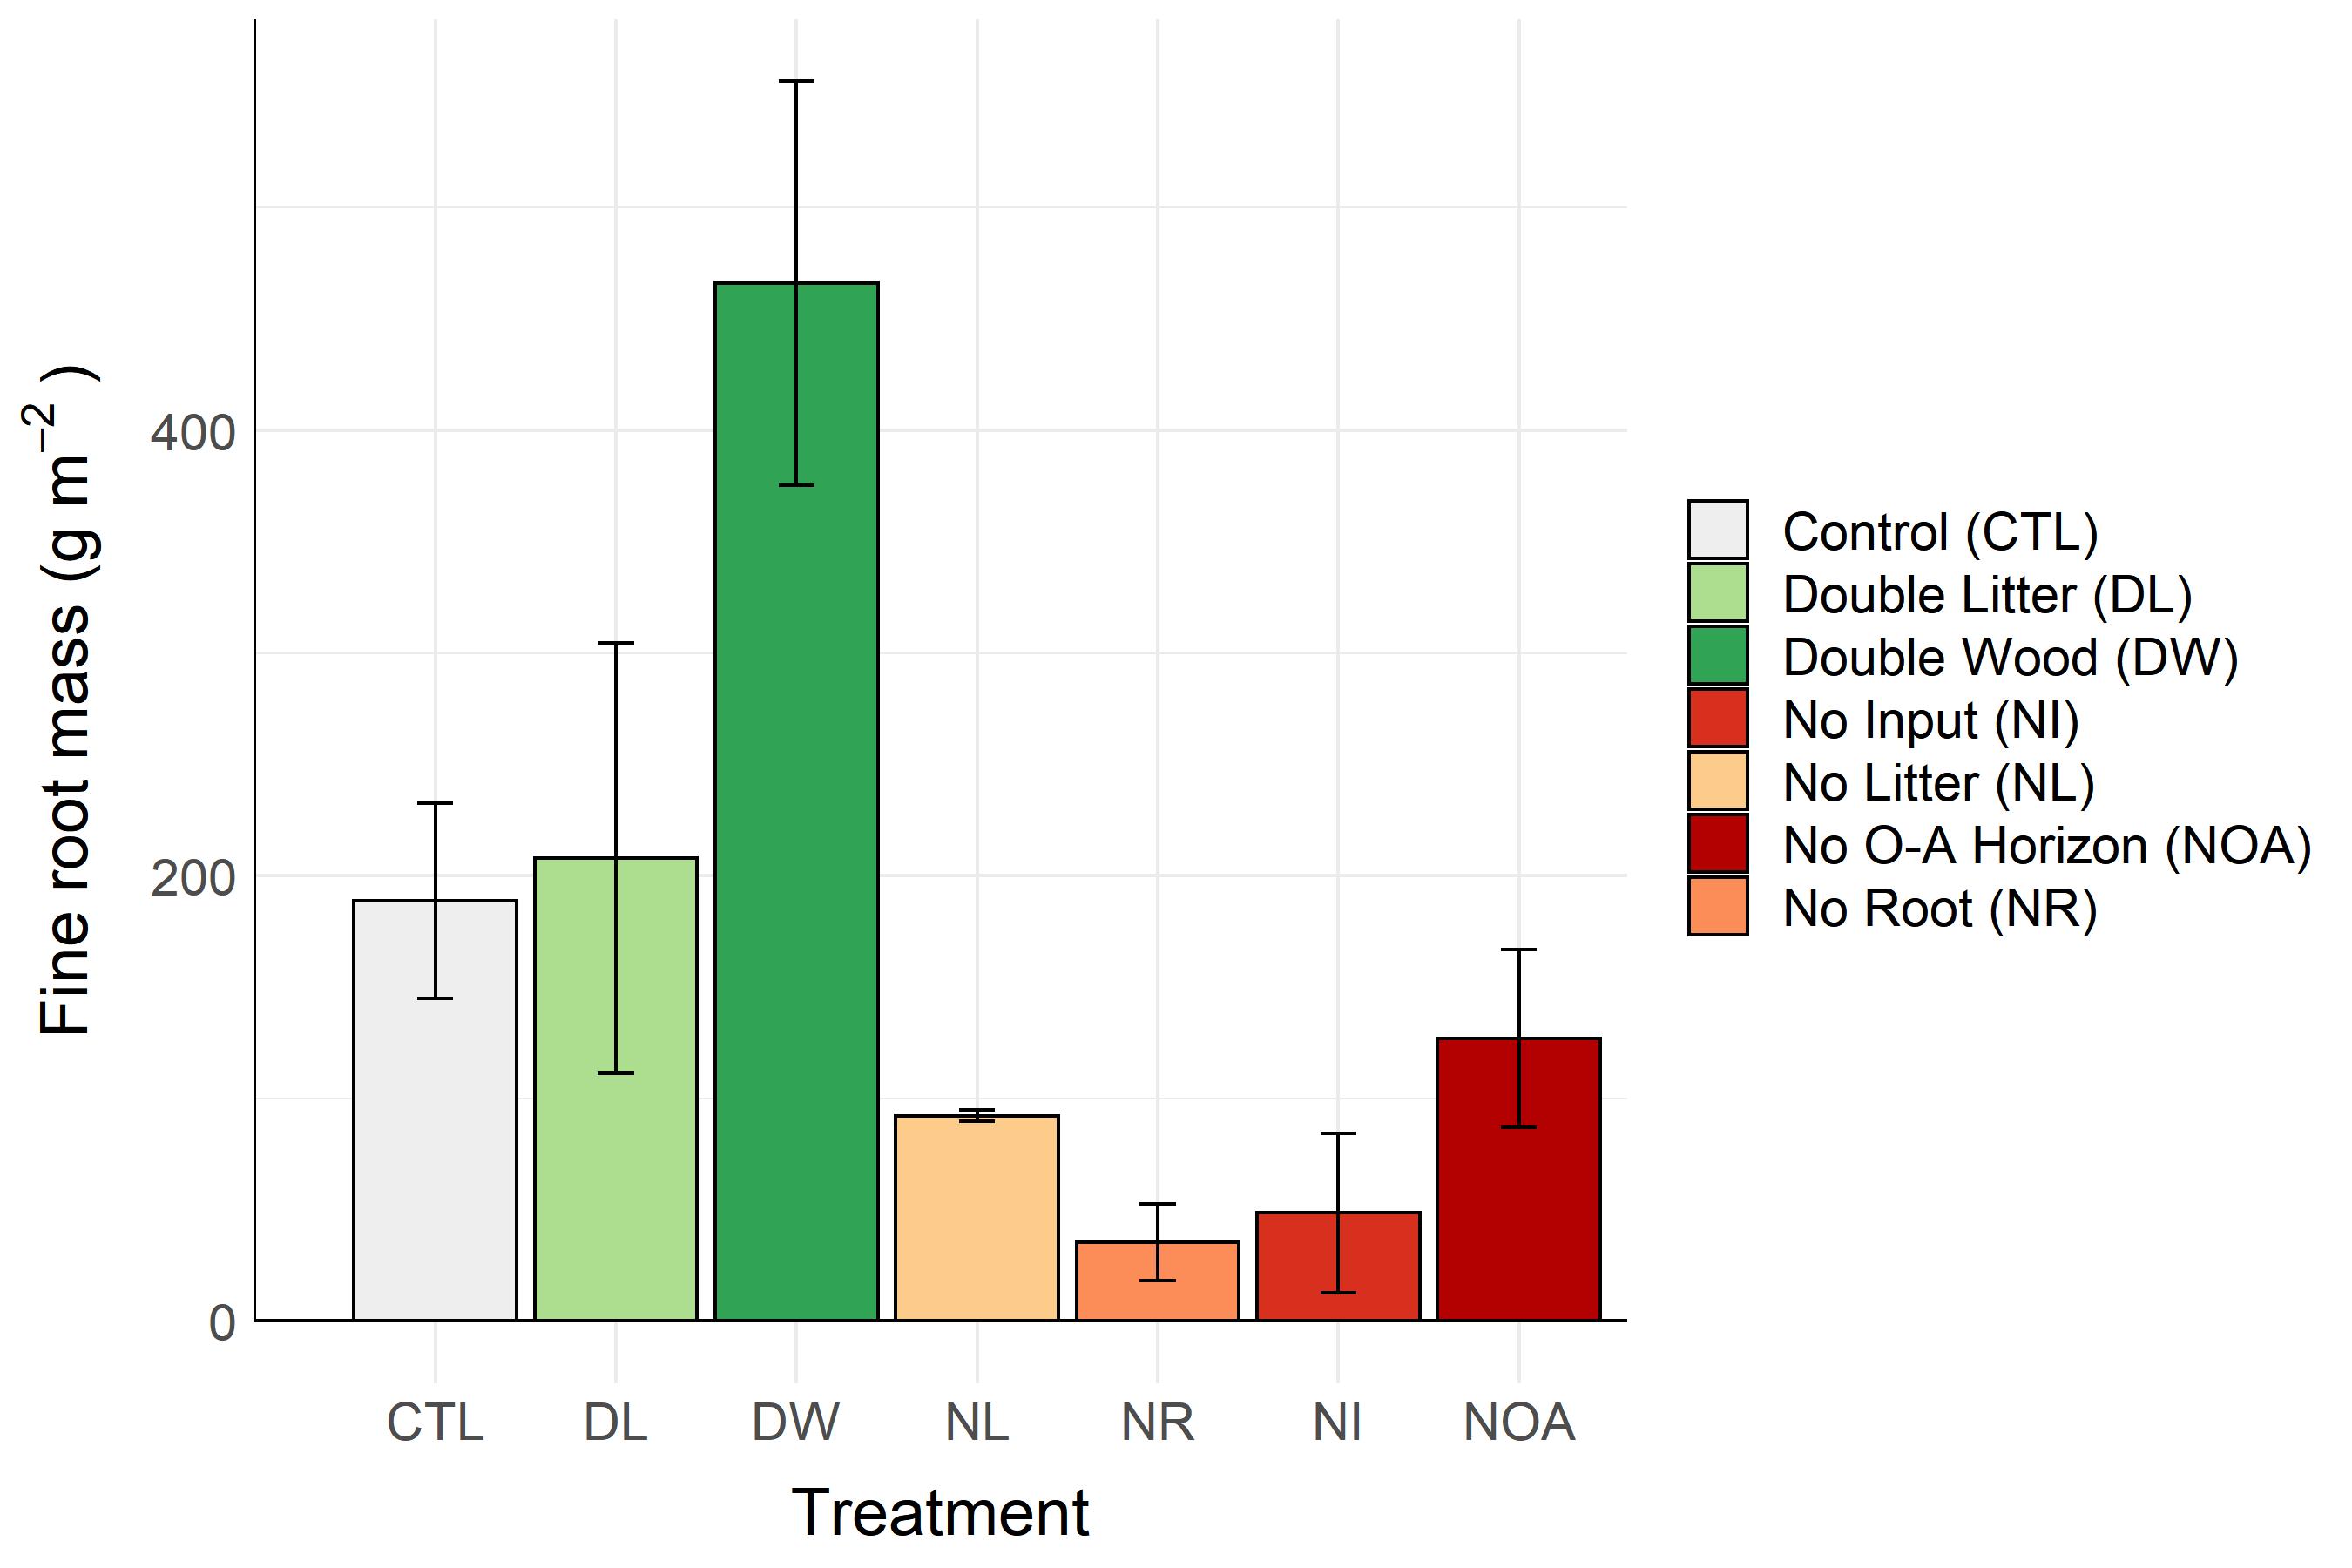 Fine root mass (g m⁻²)
400
200
0
CTL DL DW NL NR NI NOA
Treatment
Control (CTL)
Double Litter (DL)
Double Wood (DW)
No Input (NI)
No Litter (NL)
No O-A Horizon (NOA)
No Root (NR)